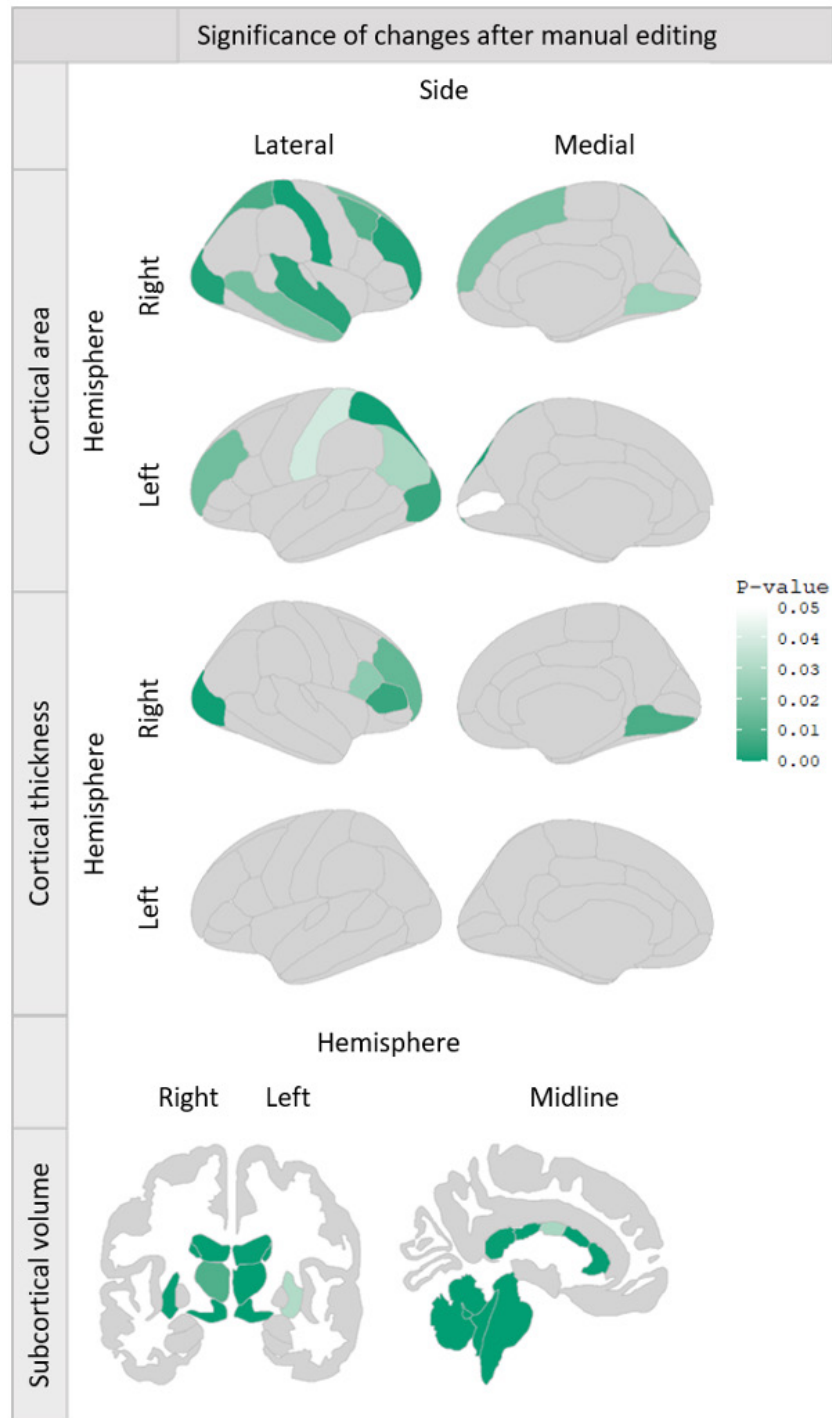 Significance of changes after manual editing
Side
Lateral Medial
Cortical area
Hemisphere
Right
Left
Cortical thickness
Hemisphere
Right
Left
P-value
0.05
0.04
0.03
0.02
0.01
0.00
Hemisphere
Right Left Midline
Subcortical volume